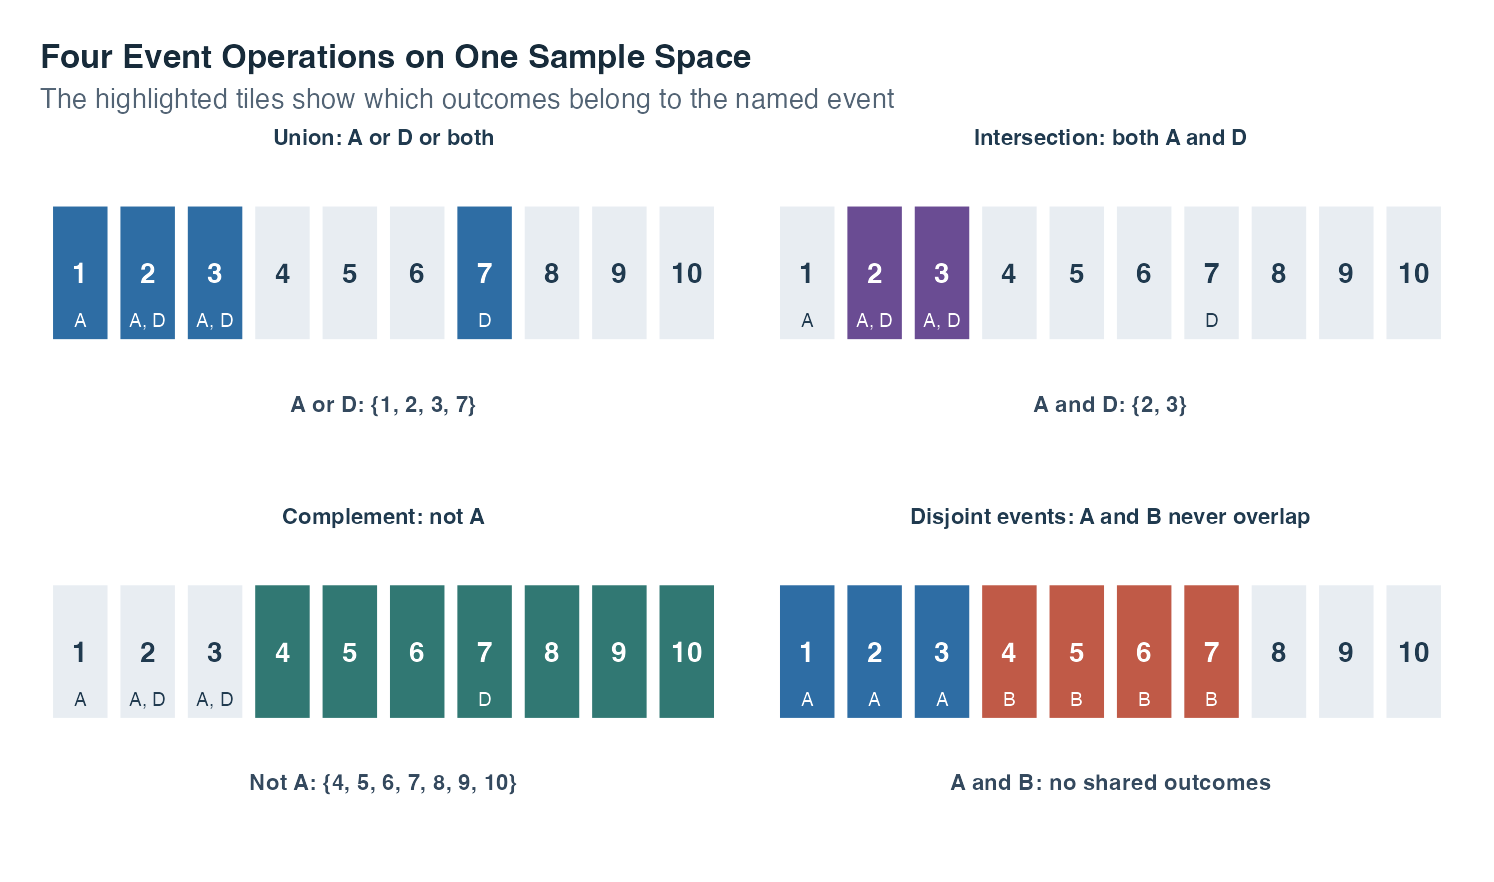 Four Event Operations on One Sample Space
The highlighted tiles show which outcomes belong to the named event
Union: A or D or both
1 2 3 4 5 6 7 8 9 10
A A, D A, D D
A or D: {1, 2, 3, 7}
Intersection: both A and D
1 2 3 4 5 6 7 8 9 10
A A, D A, D D
A and D: {2, 3}
Complement: not A
1 2 3 4 5 6 7 8 9 10
A A, D A, D D
Not A: {4, 5, 6, 7, 8, 9, 10}
Disjoint events: A and B never overlap
1 2 3 4 5 6 7 8 9 10
A A A B B B B
A and B: no shared outcomes